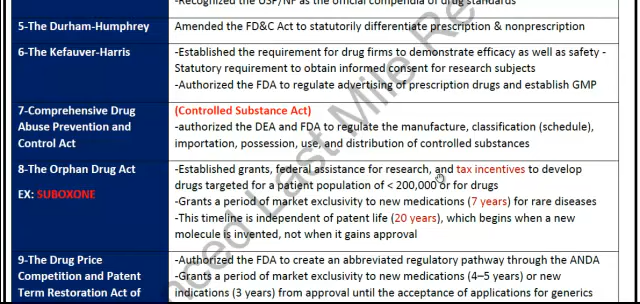 -Recognized the USP/NF as the official compendia of drug standards
5-The Durham-Humphrey
Amended the FD&C Act to statutorily differentiate prescription & nonprescription
6-The Kefauver-Harris
-Established the requirement for drug firms to demonstrate efficacy as well as safety -
Statutory requirement to obtain informed consent for research subjects
-Authorized the FDA to regulate advertising of prescription drugs and establish GMP
7-Comprehensive Drug
Abuse Prevention and
Control Act
(Controlled Substance Act)
-authorized the DEA and FDA to regulate the manufacture, classification (schedule),
importation, possession, use, and distribution of controlled substances
8-The Orphan Drug Act
EX: SUBOXONE
-Established grants, federal assistance for research, and tax incentives to develop
drugs targeted for a patient population of < 200,000 or for drugs
-Grants a period of market exclusivity to new medications (7 years) for rare diseases
-This timeline is independent of patent life (20 years), which begins when a new
molecule is invented, not when it gains approval
9-The Drug Price
Competition and Patent
Term Restoration Act of
-Authorized the FDA to create an abbreviated regulatory pathway through the ANDA
-Grants a period of market exclusivity to new medications (4–5 years) or new
indications (3 years) from approval until the acceptance of applications for generics
Last Mile Re